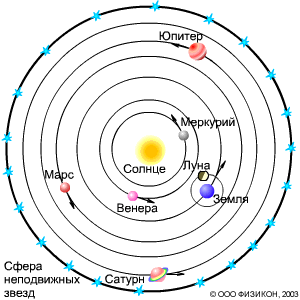 Юпитер
Меркурий
Солнце
Луна
Марс
Земля
Венера
Сфера
неподвижных
звезд
Сатурн
© ООО ФИЗИКОН, 2003